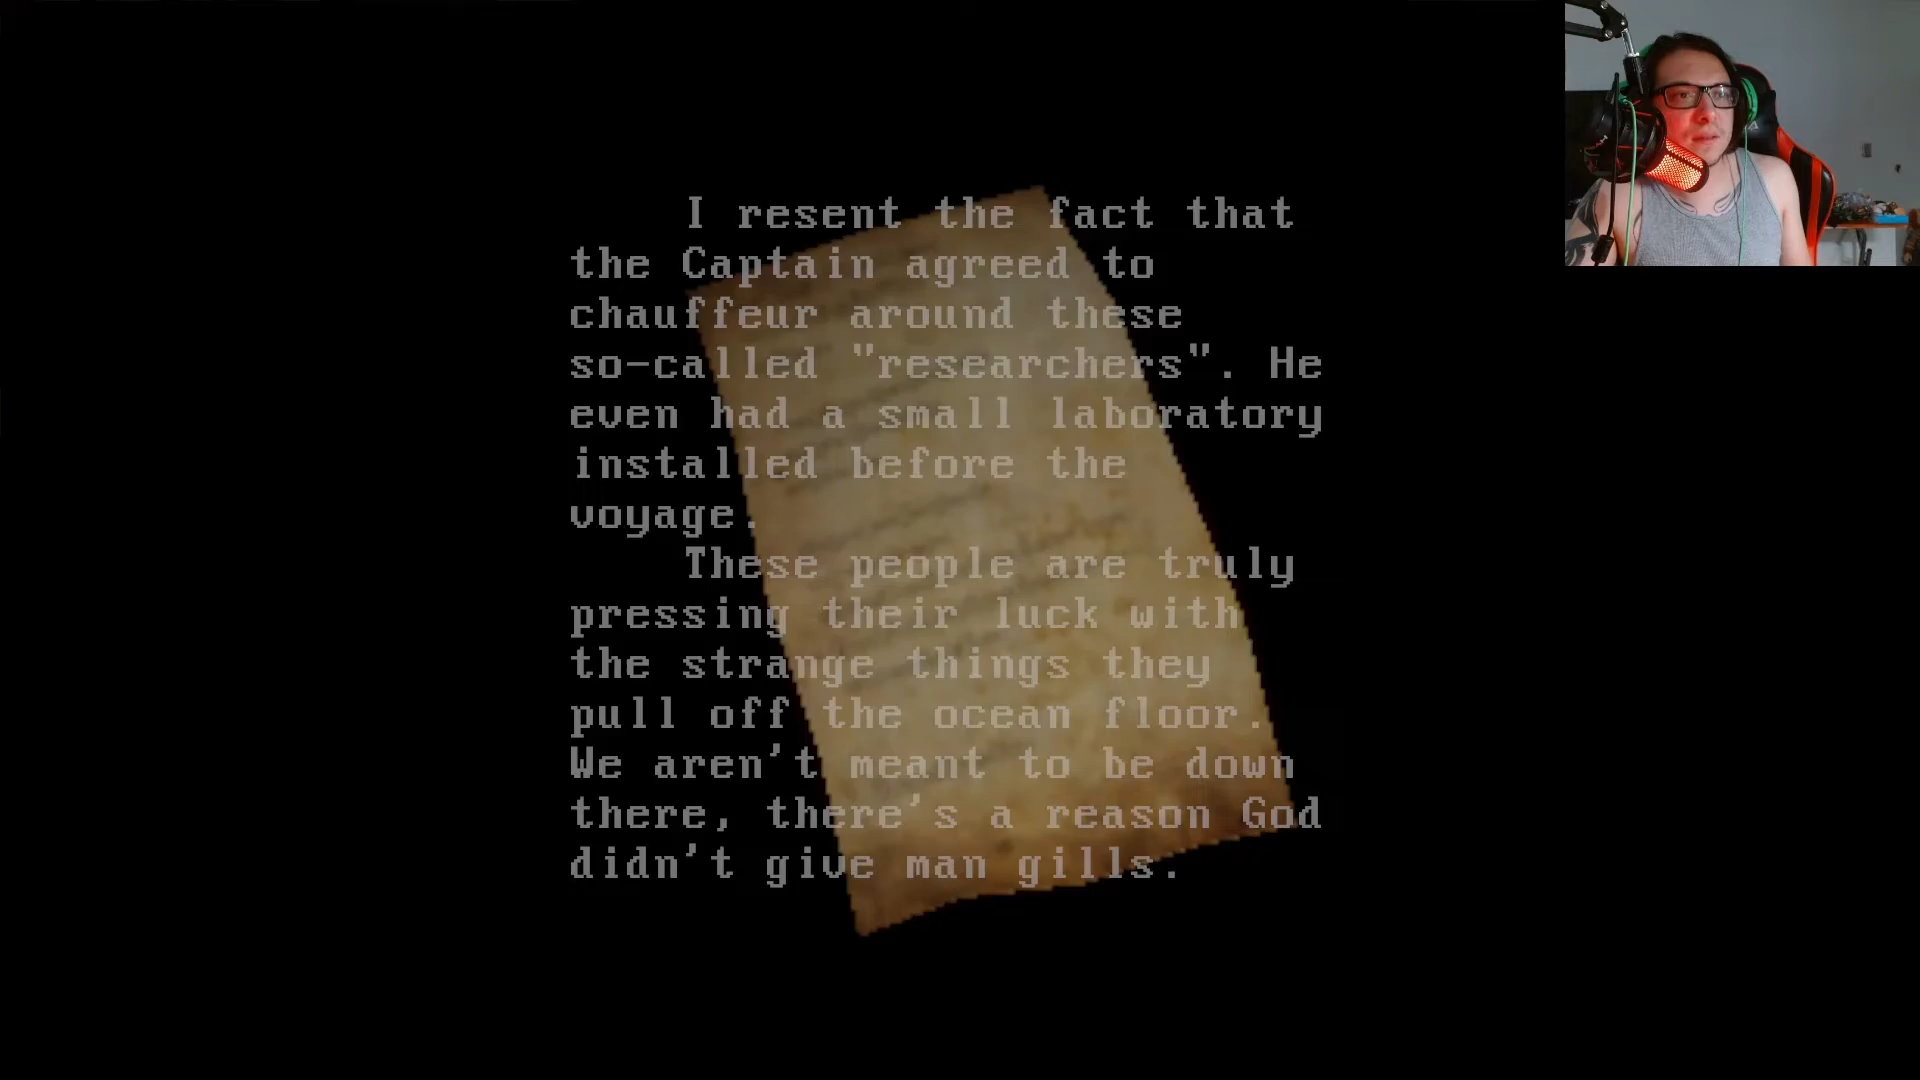 I resent the fact that
the Captain agreed to
chauffeur around these
so-called "researchers". He
even had a small laboratory
installed before the
voyage.
These people are truly
pressing their luck with
the strange things they
pull off the ocean floor.
We aren't meant to be down
there, there's a reason God
didn't give man gills.